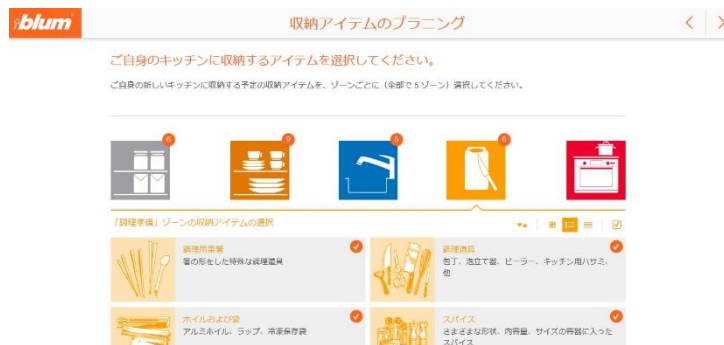 blum
収納アイテムのプラニング
ご自身のキッチンに収納するアイテムを選択してください。
ご自身の新しいキッチンに収納する予定の収納アイテムを、ゾーンごとに（全部で5ゾーン）選択してください。
6
9
5
6
「調理準備」ゾーンの収納アイテムの選択
調理用菜箸
箸の形をした特殊な調理道具
調理道具
包丁、泡立て器、ピーラー、キッチン用ハサミ、
他
ホイルおよび袋
アルミホイル、ラップ、冷凍保存袋
スパイス
さまざまな形状、内容量、サイズの容器に入った
スパイス